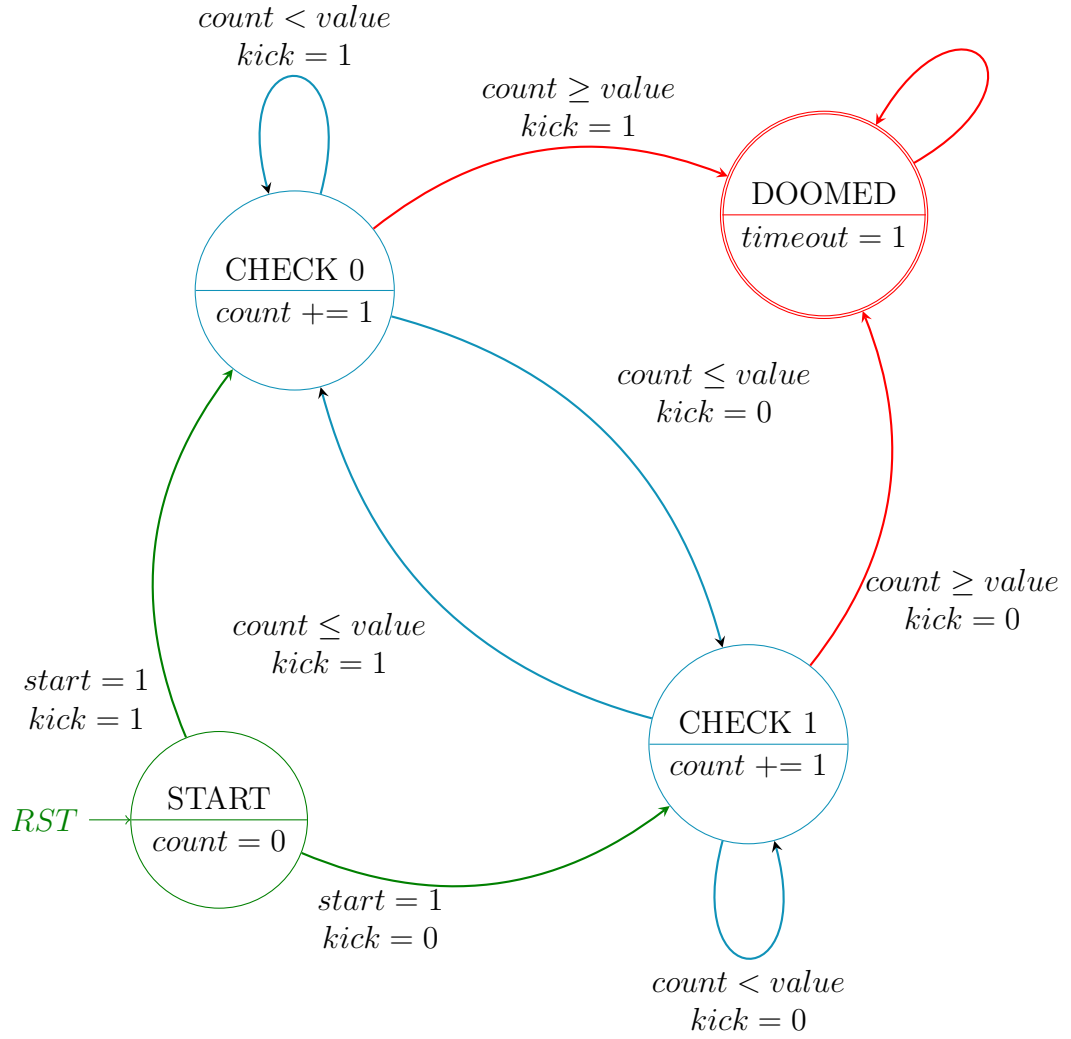 count < value
kick = 1
count ≥ value
kick = 1
DOOMED
timeout = 1
CHECK 0
count += 1
count ≤ value
kick = 0
count ≥ value
kick = 0
count ≤ value
kick = 1
start = 1
kick = 1
CHECK 1
count += 1
RST
START
count = 0
start = 1
kick = 0
count < value
kick = 0